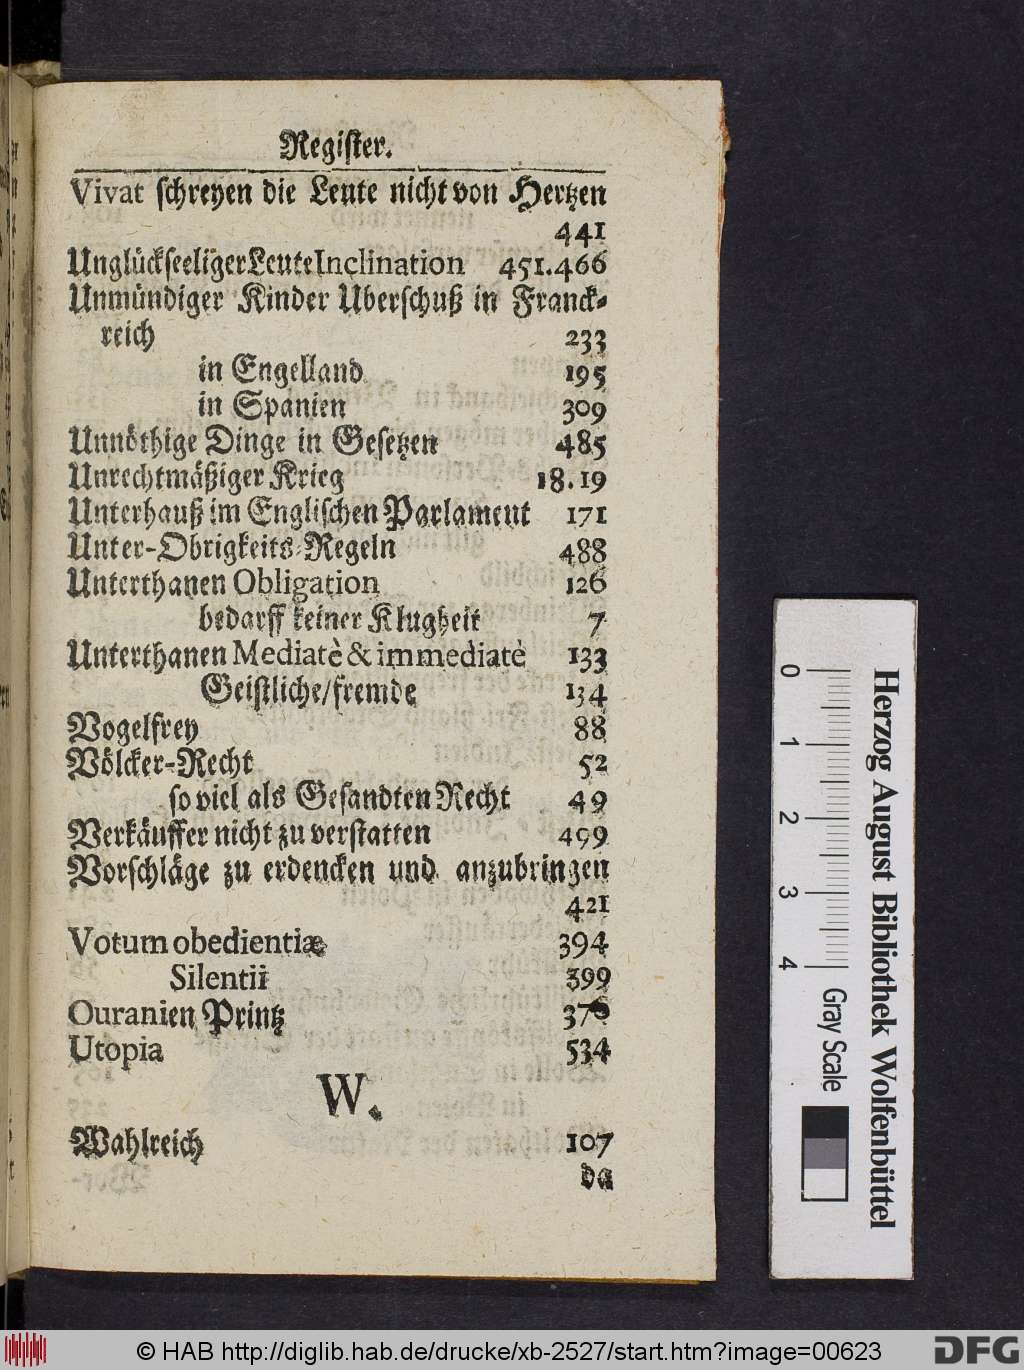 Register.
Vivat schreyen die Leute nicht von Hertzen
441
Unglückseeliger Leute Inclination 451.466
Unmündiger Kinder Uberschuß in Franck-
reich 233
in Engelland 195
in Spanien 309
Unnöthige Dinge in Gesetzen 485
Unrechtmäßiger Krieg 18.19
Unterhauß im Englischen Parlament 171
Unter-Obrigkeits-Regeln 488
Unterthanen Obligation 126
bedarff keiner Klugheit 7
Unterthanen Mediatè & immediatè 133
Geistliche/fremde 134
Vogelfrey 88
Völcker-Recht 52
so viel als Gesandten Recht 49
Verkäuffer nicht zu verstatten 499
Vorschläge zu erdencken und anzubringen
421
Votum obedientiæ 394
Silentii 399
Ouranien Printz 376
Utopia 534
W.
Wahlreich 107
da
0 1 2 3 4
Gray Scale
Herzog August Bibliothek Wolfenbüttel
© HAB http://diglib.hab.de/drucke/xb-2527/start.htm?image=00623
DFG